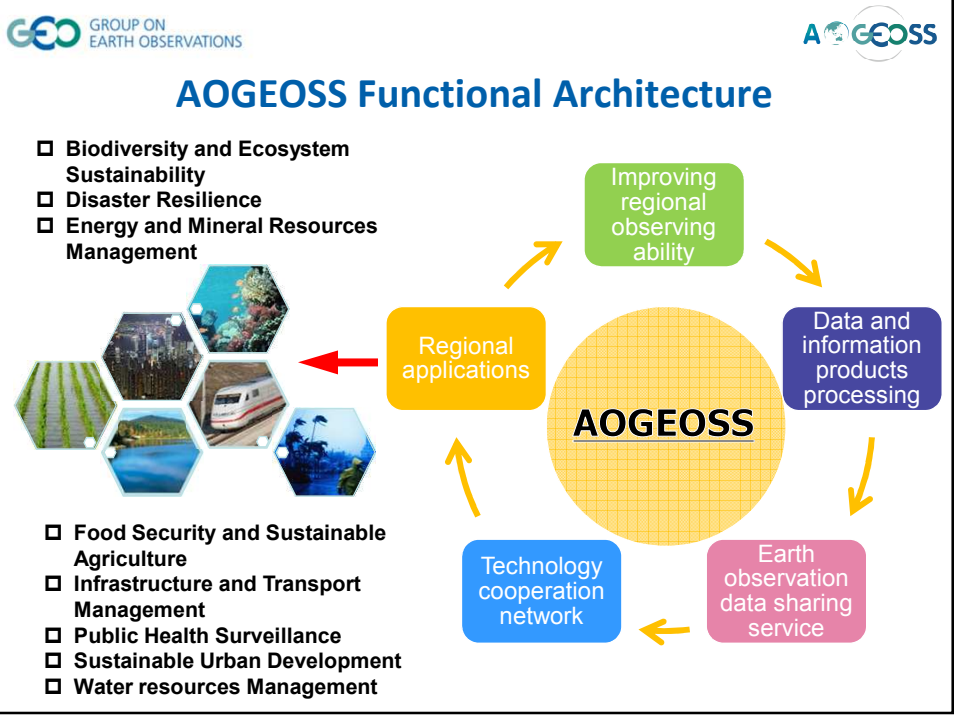 GEO GROUP ON
EARTH OBSERVATIONS
AOGEOSS
AOGEOSS Functional Architecture
Biodiversity and Ecosystem
Sustainability
Disaster Resilience
Energy and Mineral Resources
Management
Improving
regional
observing
ability
Data and
information
products
processing
Regional
applications
AOGEOSS
Earth
observation
data sharing
service
Technology
cooperation
network
Food Security and Sustainable
Agriculture
Infrastructure and Transport
Management
Public Health Surveillance
Sustainable Urban Development
Water resources Management